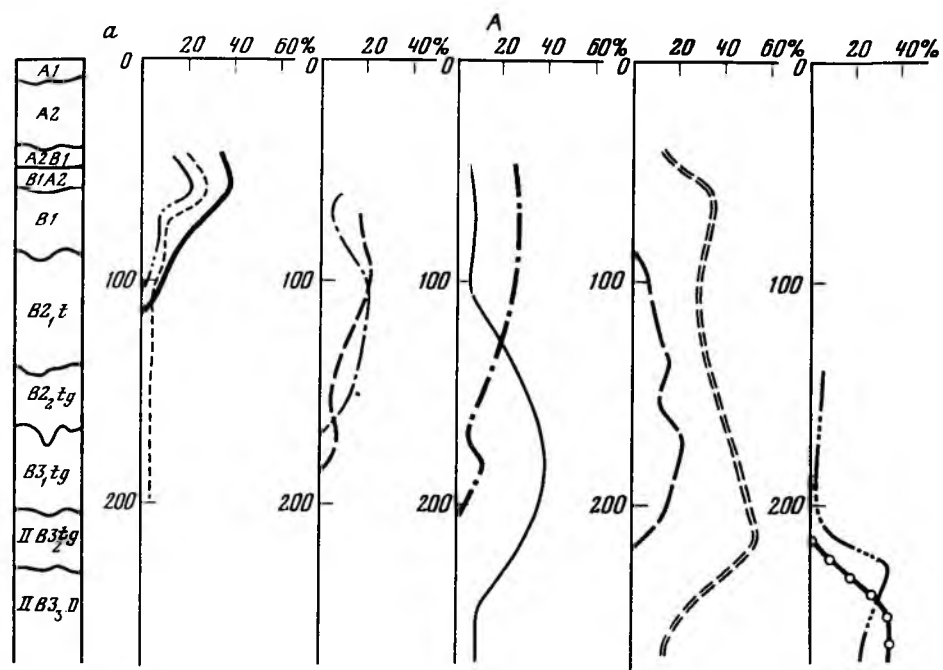 A
a
20 40 60%
20 40%
20 40%
20 40 60%
20 40%
0 0 0 0 0
A1
A2
A2B1
B1A2
B1
100 100 100 100 100
B2₁t
B2₂tg
B3₁tg
200 200 200 200 200
II B3₂tg
II B3₃D